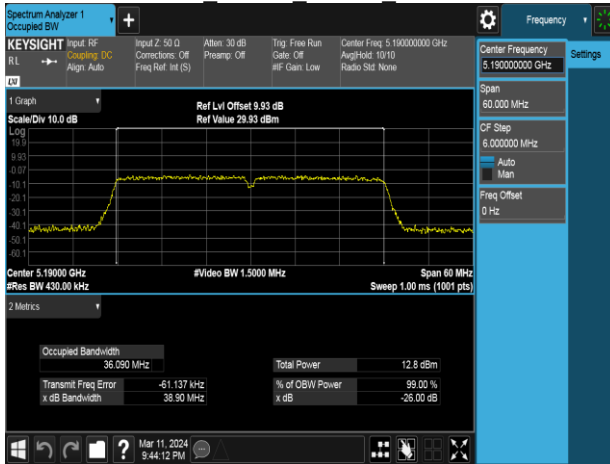 Spectrum Analyzer 1
Occupied BW
Frequency
KEYSIGHT
RL
LXI
Input: RF
Coupling: DC
Align: Auto
Input Z: 50 Ω
Corrections: Off
Freq Ref: Int (S)
Atten: 30 dB
Preamp: Off
Trig: Free Run
Gate: Off
#IF Gain: Low
Center Freq: 5.190000000 GHz
Avg|Hold: 10/10
Radio Std: None
Center Frequency
5.190000000 GHz
Settings
Span
60.000 MHz
CF Step
6.000000 MHz
Auto
Man
Freq Offset
0 Hz
1 Graph
Scale/Div 10.0 dB
Ref Lvl Offset 9.93 dB
Ref Value 29.93 dBm
Log
19.9
9.93
-0.07
-10.1
-20.1
-30.1
-40.1
-50.1
-60.1
Center 5.19000 GHz
#Res BW 430.00 kHz
#Video BW 1.5000 MHz
Span 60 MHz
Sweep 1.00 ms (1001 pts)
2 Metrics
Occupied Bandwidth
36.090 MHz
Total Power 12.8 dBm
Transmit Freq Error -61.137 kHz
% of OBW Power 99.00 %
x dB Bandwidth 38.90 MHz
x dB -26.00 dB
?
Mar 11, 2024
9:44:12 PM